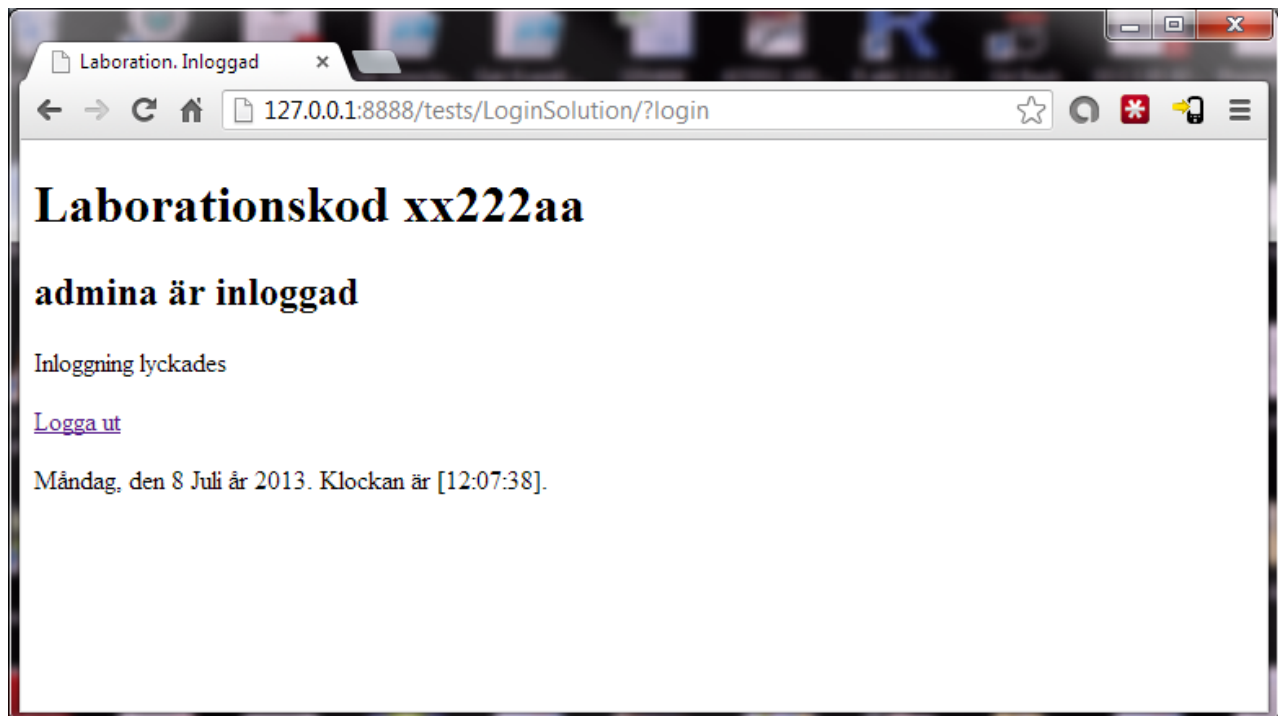 Laboration. Inloggad
127.0.0.1:8888/tests/LoginSolution/?login
Laborationskod xx222aa
admina är inloggad
Inloggning lyckades
Logga ut
Måndag, den 8 Juli år 2013. Klockan är [12:07:38].